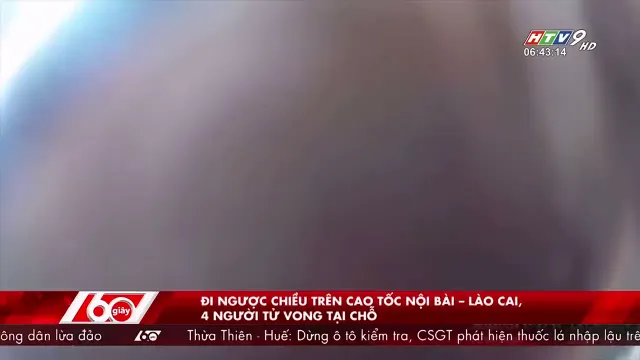 HTV9 HD
06:43:14
60 giây
ĐI NGƯỢC CHIỀU TRÊN CAO TỐC NỘI BÀI – LÀO CAI,
4 NGƯỜI TỬ VONG TẠI CHỖ
ông dân lừa đảo 60 Thừa Thiên - Huế: Dừng ô tô kiểm tra, CSGT phát hiện thuốc lá nhập lậu trê